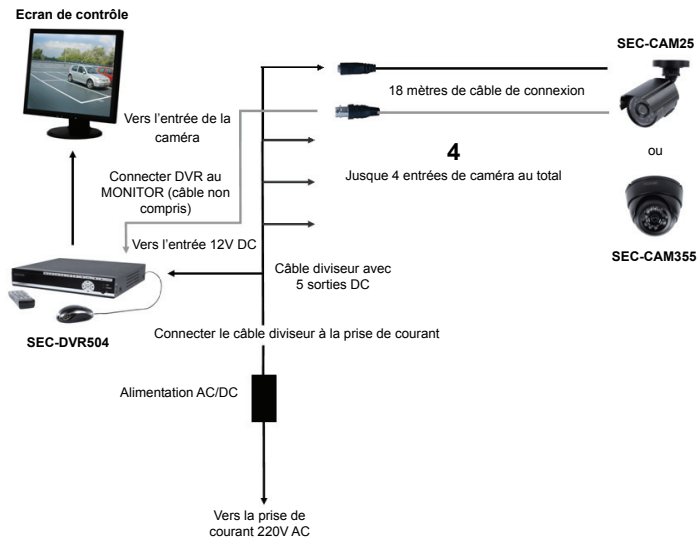 Ecran de contrôle
SEC-CAM25
18 mètres de câble de connexion
Vers l'entrée de la
caméra
4
ou
Jusque 4 entrées de caméra au total
Connecter DVR au
MONITOR (câble non
compris)
Vers l'entrée 12V DC
SEC-CAM355
Câble diviseur avec
5 sorties DC
SEC-DVR504
Connecter le câble diviseur à la prise de courant
Alimentation AC/DC
Vers la prise de
courant 220V AC